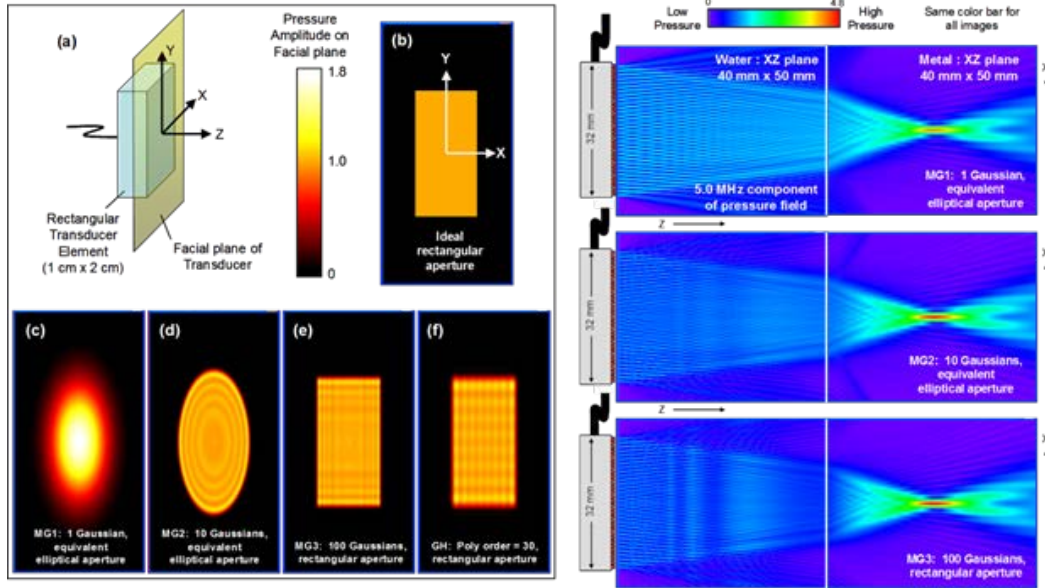 (a)
Y
X
Z
Rectangular
Transducer
Element
(1 cm x 2 cm)
Facial plane of
Transducer
Pressure
Amplitude on
Facial plane
1.8
1.0
0
(b)
Y
X
Ideal
rectangular
aperture
(c)
MG1: 1 Gaussian,
equivalent
elliptical aperture
(d)
MG2: 10 Gaussians,
equivalent
elliptical aperture
(e)
MG3: 100 Gaussians,
rectangular aperture
(f)
GH: Poly order = 30,
rectangular aperture
Low
Pressure
0
4.8
High
Pressure
Same color bar for
all images
32 mm
Water : XZ plane
40 mm x 50 mm
Metal : XZ plane
40 mm x 50 mm
5.0 MHz component
of pressure field
MG1: 1 Gaussian,
equivalent
elliptical aperture
X
Z
32 mm
MG2: 10 Gaussians,
equivalent
elliptical aperture
Z
32 mm
MG3: 100 Gaussians,
rectangular aperture